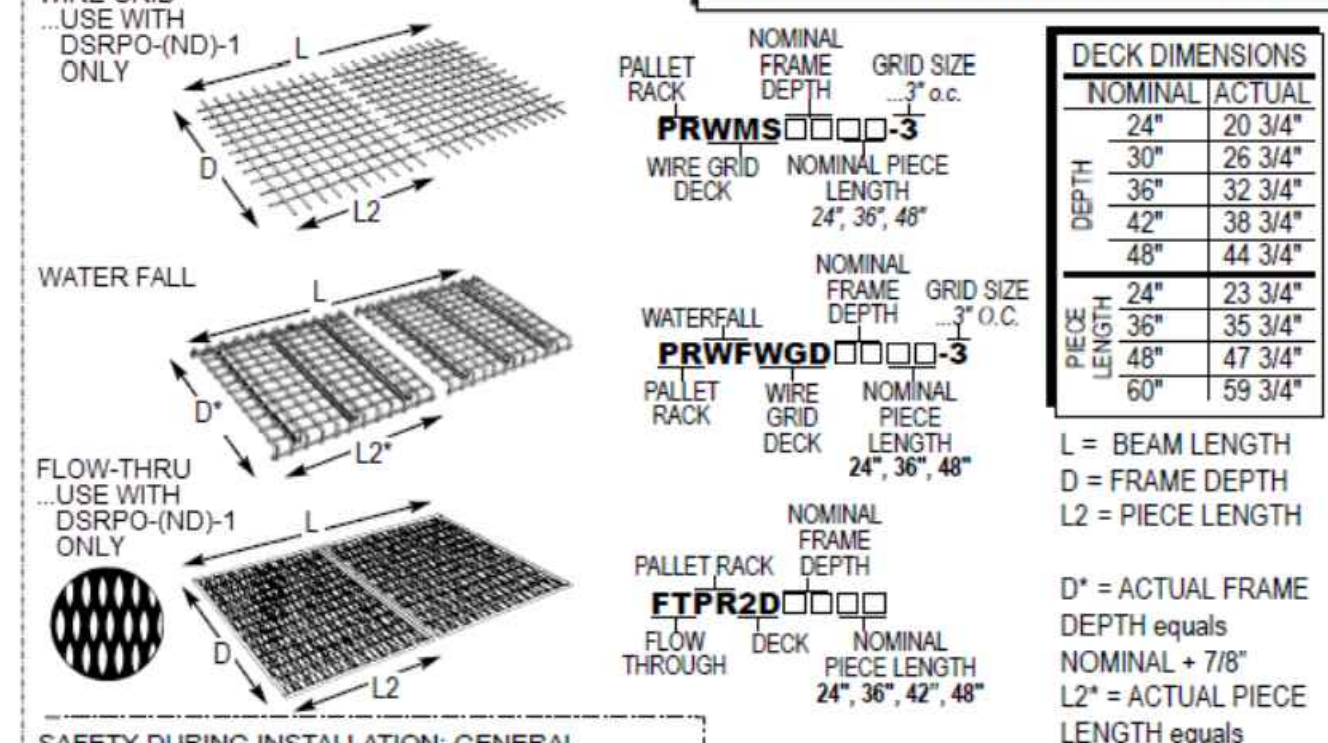 WIRE GRID
...USE WITH
DSRPO-(ND)-1
ONLY
L
D
L2
PALLET
RACK
NOMINAL
FRAME
DEPTH
GRID SIZE
...3" o.c.
PRWMS□□□□-3
WIRE GRID
DECK
NOMINAL PIECE
LENGTH
24", 36", 48"
WATER FALL
L
D*
L2*
WATERFALL
NOMINAL
FRAME
DEPTH
GRID SIZE
...3" O.C.
PRWFWGD□□□□-3
PALLET
RACK
WIRE
GRID
DECK
NOMINAL
PIECE
LENGTH
24", 36", 48"
FLOW-THRU
...USE WITH
DSRPO-(ND)-1
ONLY
L
D
L2
PALLET RACK
NOMINAL
FRAME
DEPTH
FTPR2D□□□□
FLOW
THROUGH
DECK
NOMINAL
PIECE LENGTH
24", 36", 42", 48"
DECK DIMENSIONS
NOMINAL ACTUAL
DEPTH
24" 20 3/4"
30" 26 3/4"
36" 32 3/4"
42" 38 3/4"
48" 44 3/4"
PIECE
LENGTH
24" 23 3/4"
36" 35 3/4"
48" 47 3/4"
60" 59 3/4"
L = BEAM LENGTH
D = FRAME DEPTH
L2 = PIECE LENGTH
D* = ACTUAL FRAME
DEPTH equals
NOMINAL + 7/8"
L2* = ACTUAL PIECE
LENGTH equals
SAFETY DURING INSTALLATION: GENERAL